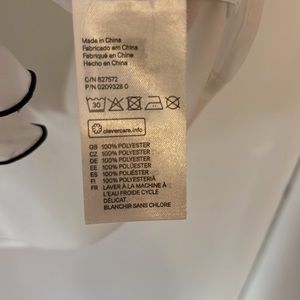 Made in China
Fabricado em China
Fabriqué en Chine
Hecho en China
C/N 827572
P/N 0209328 0
30
clevercare.info
GB 100% POLYESTER
CZ 100% POLYESTER
DE 100% POLYESTER
EE 100% POLÜESTER
ES 100% POLIÉSTER
FI 100% POLYESTERIÄ
FR LAVER À LA MACHINE À
L'EAU FROIDE CYCLE
DÉLICAT.
BLANCHIR SANS CHLORE